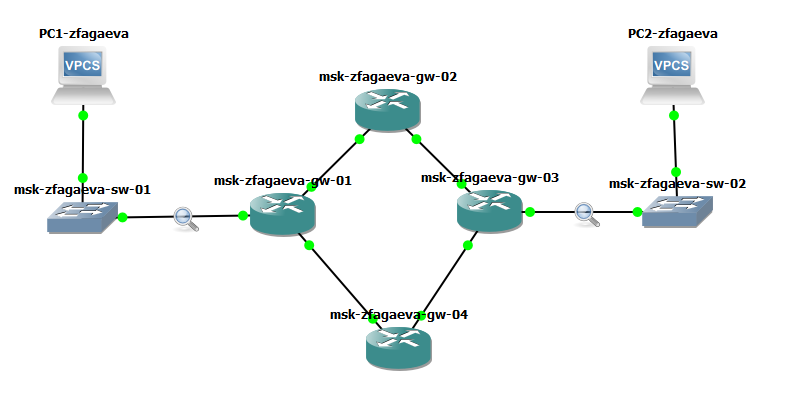 PC1-zfagaeva
PC2-zfagaeva
VPCS
VPCS
msk-zfagaeva-gw-02
msk-zfagaeva-sw-01
msk-zfagaeva-gw-01
msk-zfagaeva-gw-03
msk-zfagaeva-sw-02
msk-zfagaeva-gw-04